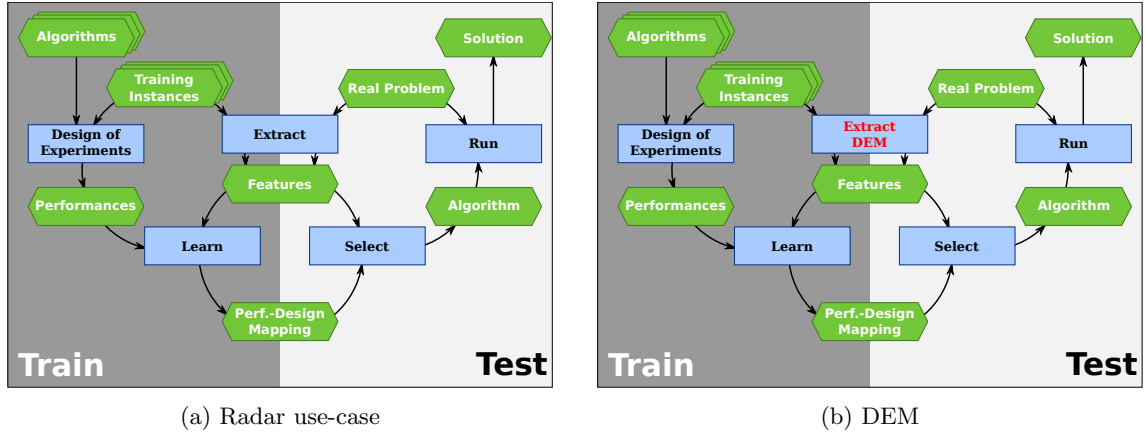 Algorithms
Solution
Training
Instances
Real Problem
Design of
Experiments
Extract
Run
Performances
Features
Algorithm
Learn
Select
Perf.-Design
Mapping
Train
Test
(a) Radar use-case
Algorithms
Solution
Training
Instances
Real Problem
Design of
Experiments
Extract
DEM
Run
Performances
Features
Algorithm
Learn
Select
Perf.-Design
Mapping
Train
Test
(b) DEM